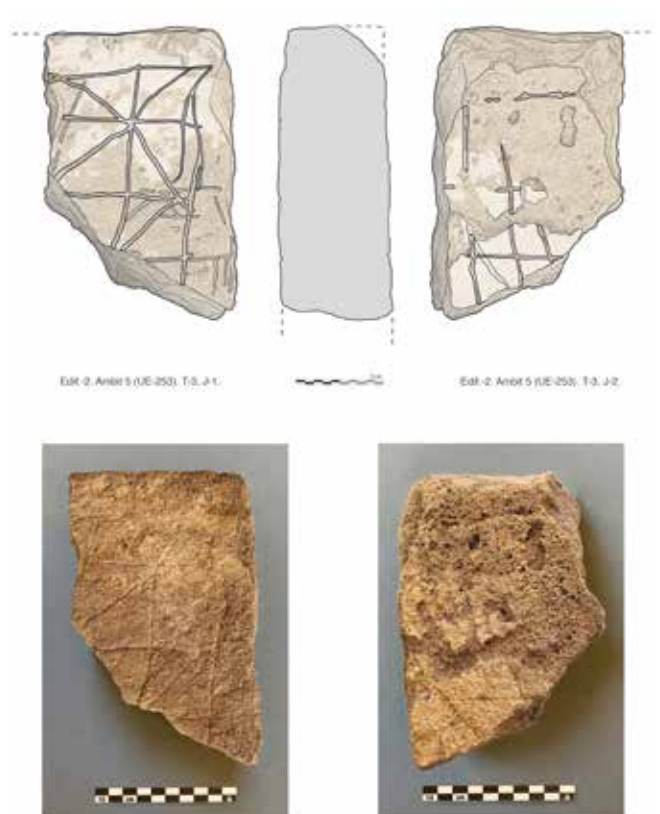 Edif.-2. Àmbit 5 (UE-253). T-3, J-1.
Edif.-2. Àmbit 5 (UE-253). T-3, J-2.